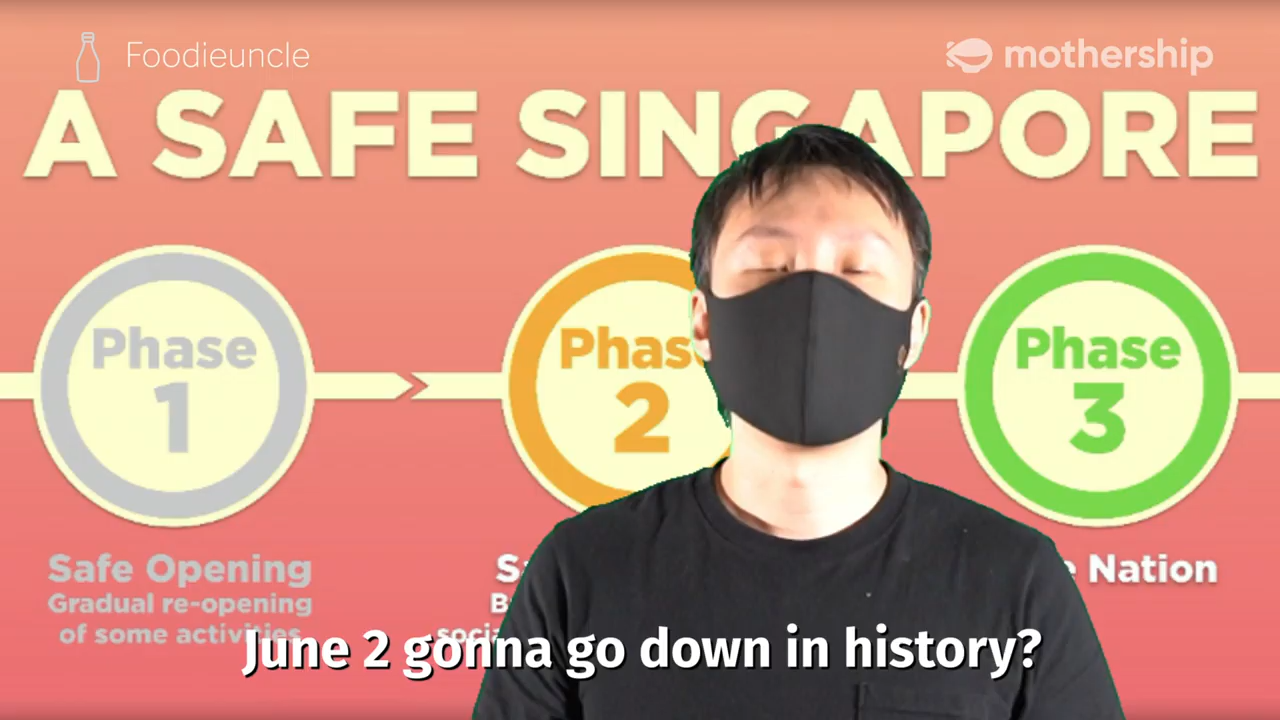 Foodieuncle
mothership
A SAFE SINGAPORE
Phase
1
Phas
2
Phase
3
Safe Opening
Gradual re-opening
of some activities
S
B
socia
Nation
June 2 gonna go down in history?